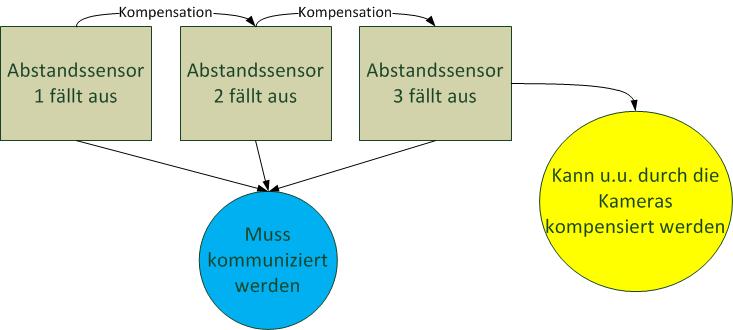 Kompensation
Kompensation
Abstandssensor
1 fällt aus
Abstandssensor
2 fällt aus
Abstandssensor
3 fällt aus
Kann u.u. durch die
Kameras
kompensiert werden
Muss
kommuniziert
werden